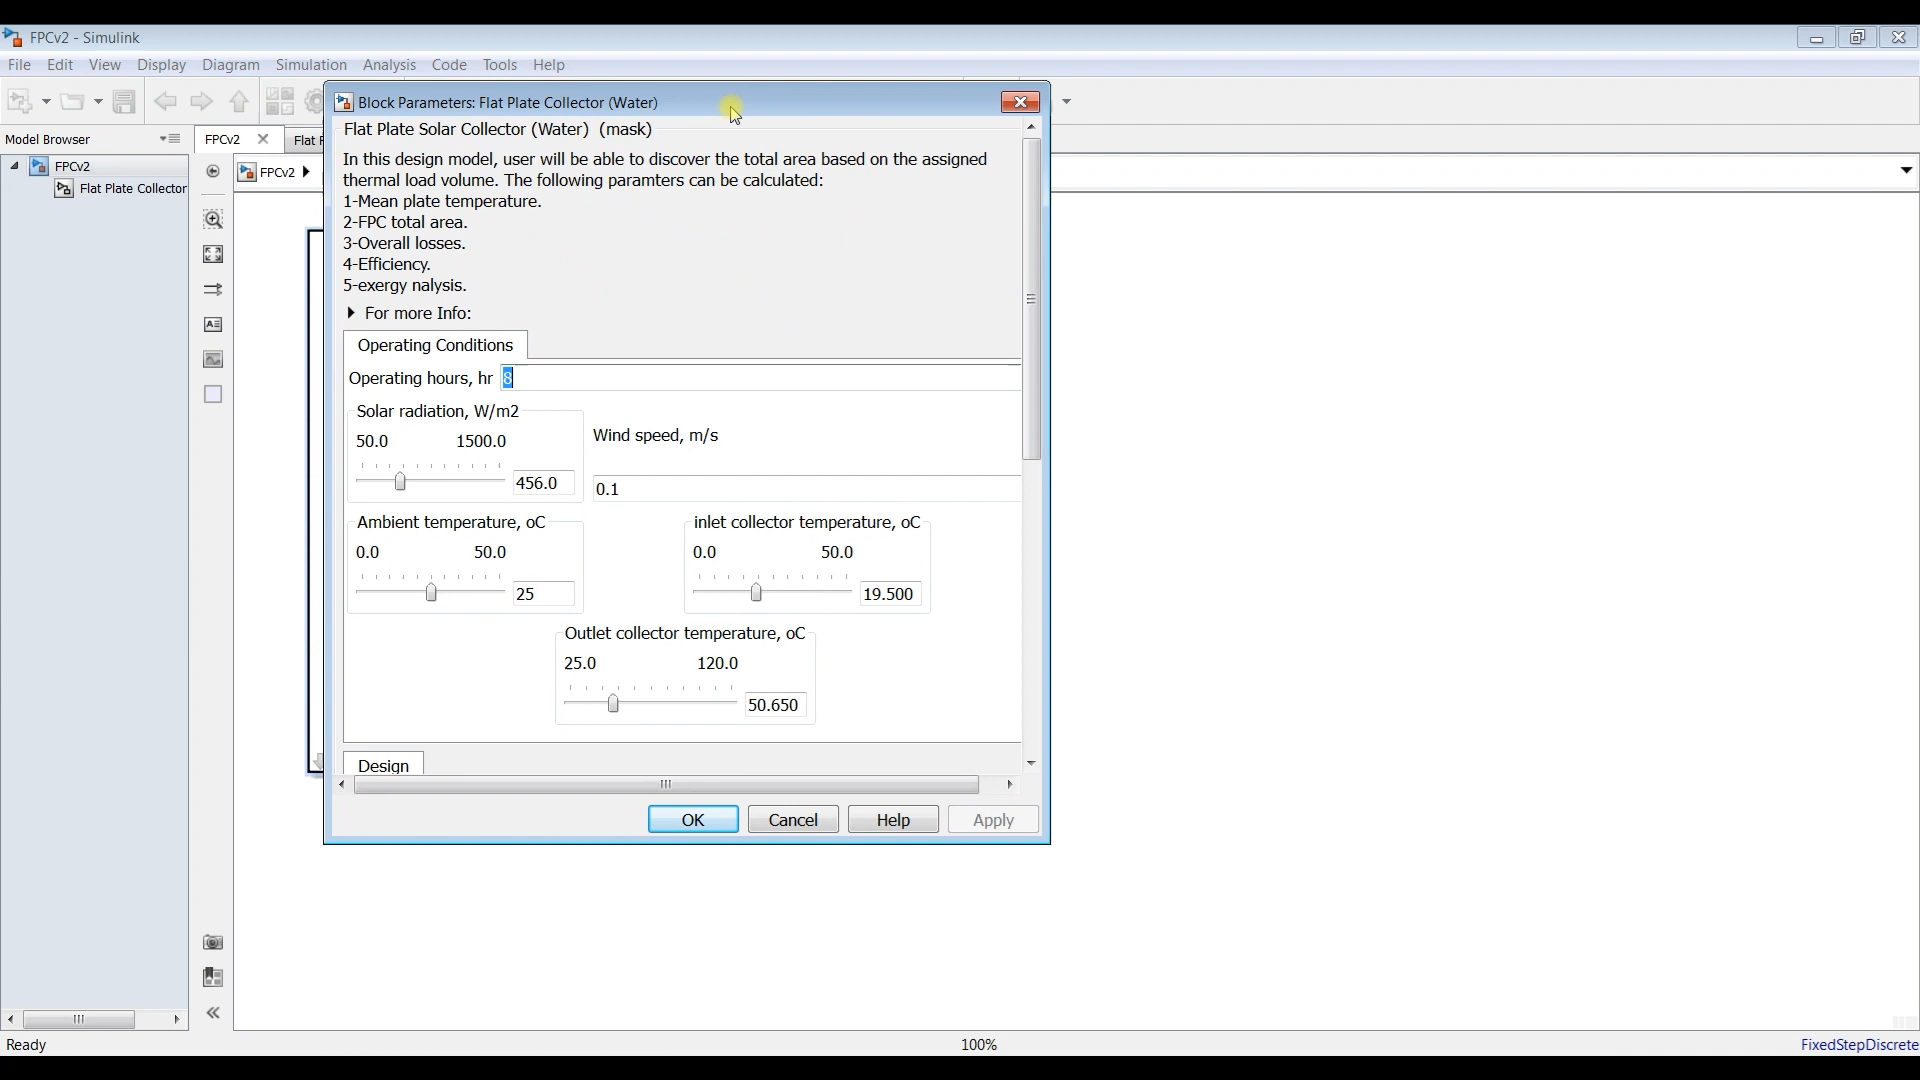 FPCv2 - Simulink
File Edit View Display Diagram Simulation Analysis Code Tools Help
Block Parameters: Flat Plate Collector (Water)
Model Browser
FPCv2
Flat
FPCv2
Flat Plate Collector
FPCv2
Flat Plate Solar Collector (Water) (mask)
In this design model, user will be able to discover the total area based on the assigned
thermal load volume. The following paramters can be calculated:
1-Mean plate temperature.
2-FPC total area.
3-Overall losses.
4-Efficiency.
5-exergy nalysis.
For more Info:
Operating Conditions
Operating hours, hr 8
Solar radiation, W/m2
50.0 1500.0
456.0
Wind speed, m/s
0.1
Ambient temperature, oC
0.0 50.0
25
inlet collector temperature, oC
0.0 50.0
19.500
Outlet collector temperature, oC
25.0 120.0
50.650
Design
OK Cancel Help Apply
Ready 100% FixedStepDiscrete